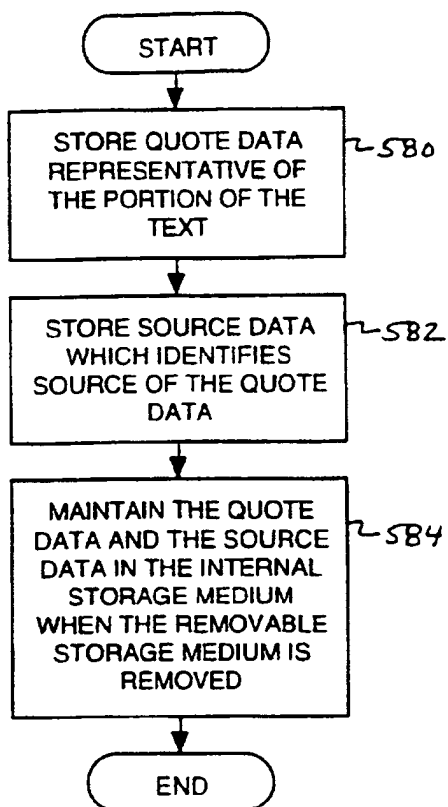 START
STORE QUOTE DATA
REPRESENTATIVE OF
THE PORTION OF THE
TEXT
580
STORE SOURCE DATA
WHICH IDENTIFIES
SOURCE OF THE QUOTE
DATA
582
MAINTAIN THE QUOTE
DATA AND THE SOURCE
DATA IN THE INTERNAL
STORAGE MEDIUM
WHEN THE REMOVABLE
STORAGE MEDIUM IS
REMOVED
584
END